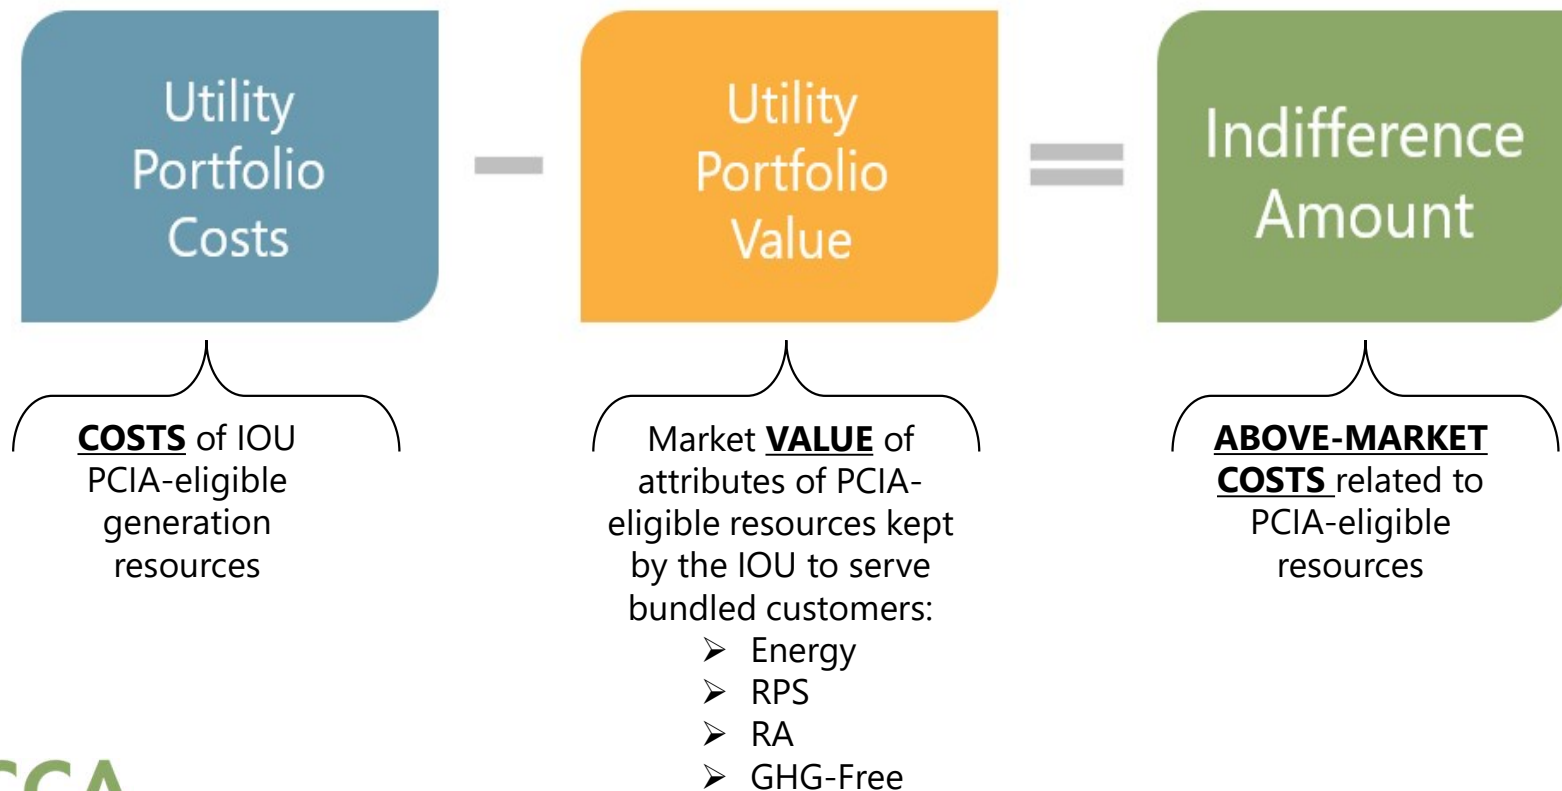 Utility
Portfolio
Costs
Utility
Portfolio
Value
Indifference
Amount
COSTS of IOU
PCIA-eligible
generation
resources
Market VALUE of
attributes of PCIA-
eligible resources kept
by the IOU to serve
bundled customers:
➢ Energy
➢ RPS
➢ RA
➢ GHG-Free
ABOVE-MARKET
COSTS related to
PCIA-eligible
resources
CCA